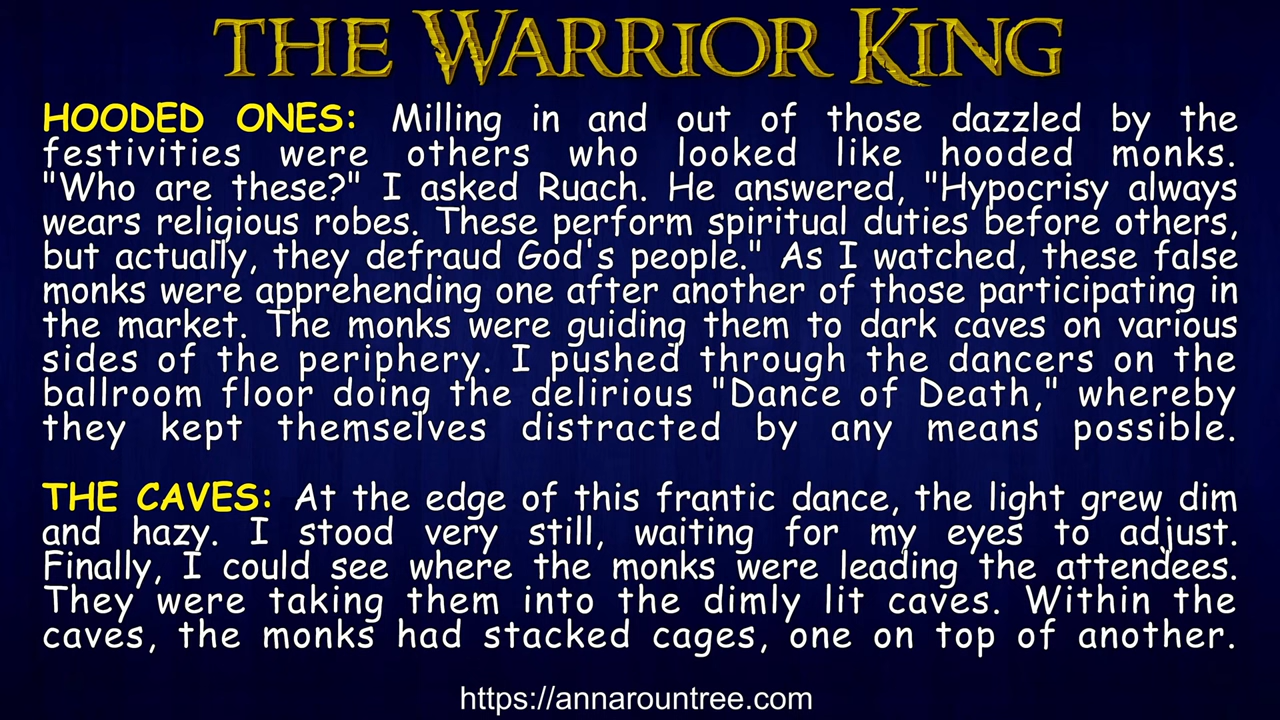 THE WARRIOR KING
HOODED ONES: Milling in and out of those dazzled by the
festivities were others who looked like hooded monks.
"Who are these?" I asked Ruach. He answered, "Hypocrisy always
wears religious robes. These perform spiritual duties before others,
but actually, they defraud God's people." As I watched, these false
monks were apprehending one after another of those participating in
the market. The monks were guiding them to dark caves on various
sides of the periphery. I pushed through the dancers on the
ballroom floor doing the delirious "Dance of Death," whereby
they kept themselves distracted by any means possible.
THE CAVES: At the edge of this frantic dance, the light grew dim
and hazy. I stood very still, waiting for my eyes to adjust.
Finally, I could see where the monks were leading the attendees.
They were taking them into the dimly lit caves. Within the
caves, the monks had stacked cages, one on top of another.
https://annarountree.com